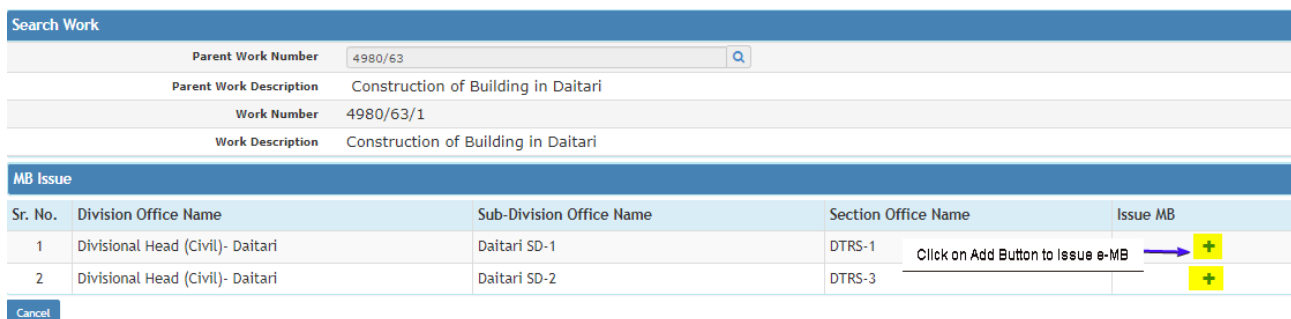 Search Work
Parent Work Number 4980/63
Parent Work Description Construction of Building in Daitari
Work Number 4980/63/1
Work Description Construction of Building in Daitari
MB Issue
Sr. No. Division Office Name Sub-Division Office Name Section Office Name Issue MB
1 Divisional Head (Civil)- Daitari Daitari SD-1 DTRS-1 Click on Add Button to Issue e-MB +
2 Divisional Head (Civil)- Daitari Daitari SD-2 DTRS-3 +
Cancel